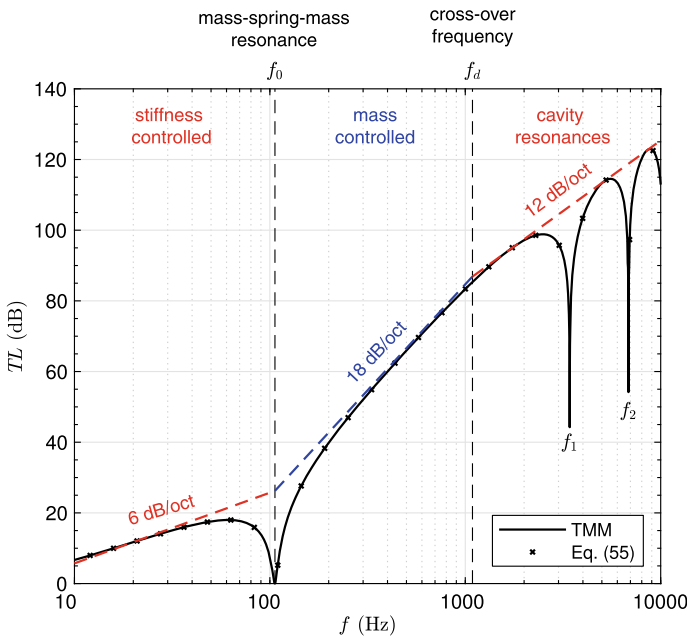 mass-spring-mass
resonance
cross-over
frequency
f₀
f_d
140
120
100
80
60
40
20
0
TL (dB)
stiffness
controlled
mass
controlled
cavity
resonances
6 dB/oct
18 dB/oct
12 dB/oct
f₁
f₂
TMM
Eq. (55)
10
100
1000
10000
f (Hz)